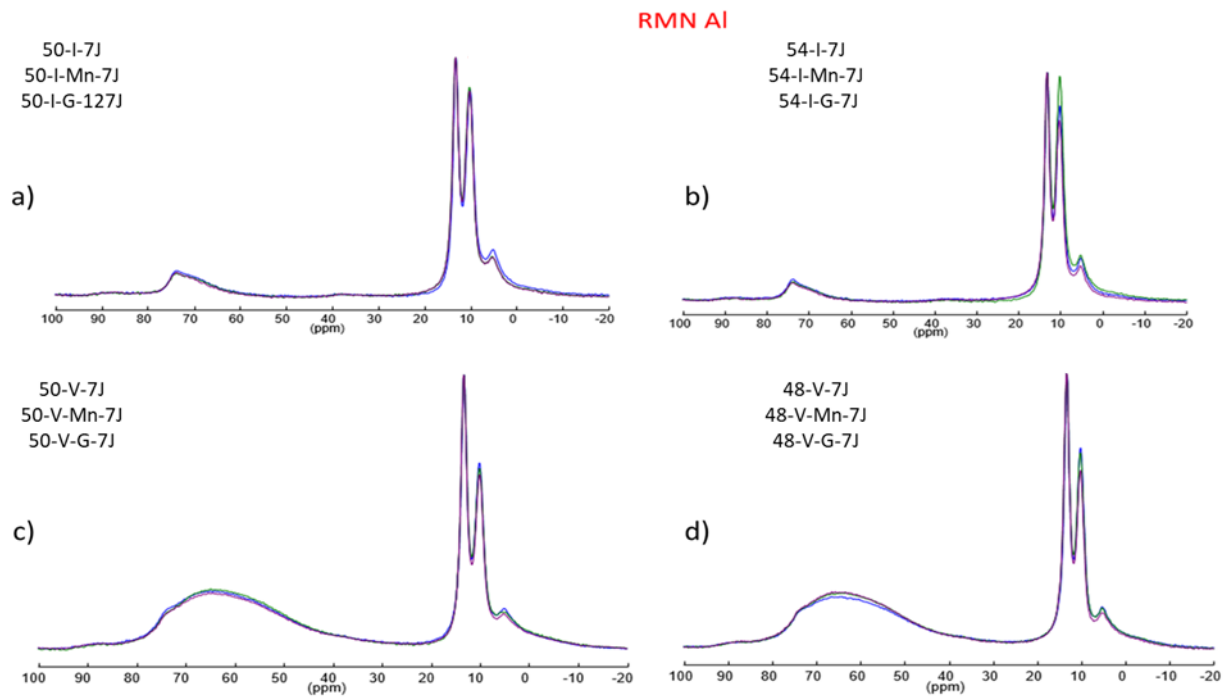 RMN Al
50-I-7J
50-I-Mn-7J
50-I-G-127J
a)
100 90 80 70 60 50 40 30 20 10 0 -10 -20
(ppm)
54-I-7J
54-I-Mn-7J
54-I-G-7J
b)
100 90 80 70 60 50 40 30 20 10 0 -10 -20
(ppm)
50-V-7J
50-V-Mn-7J
50-V-G-7J
c)
100 90 80 70 60 50 40 30 20 10 0 -10 -20
(ppm)
48-V-7J
48-V-Mn-7J
48-V-G-7J
d)
100 90 80 70 60 50 40 30 20 10 0 -10 -20
(ppm)